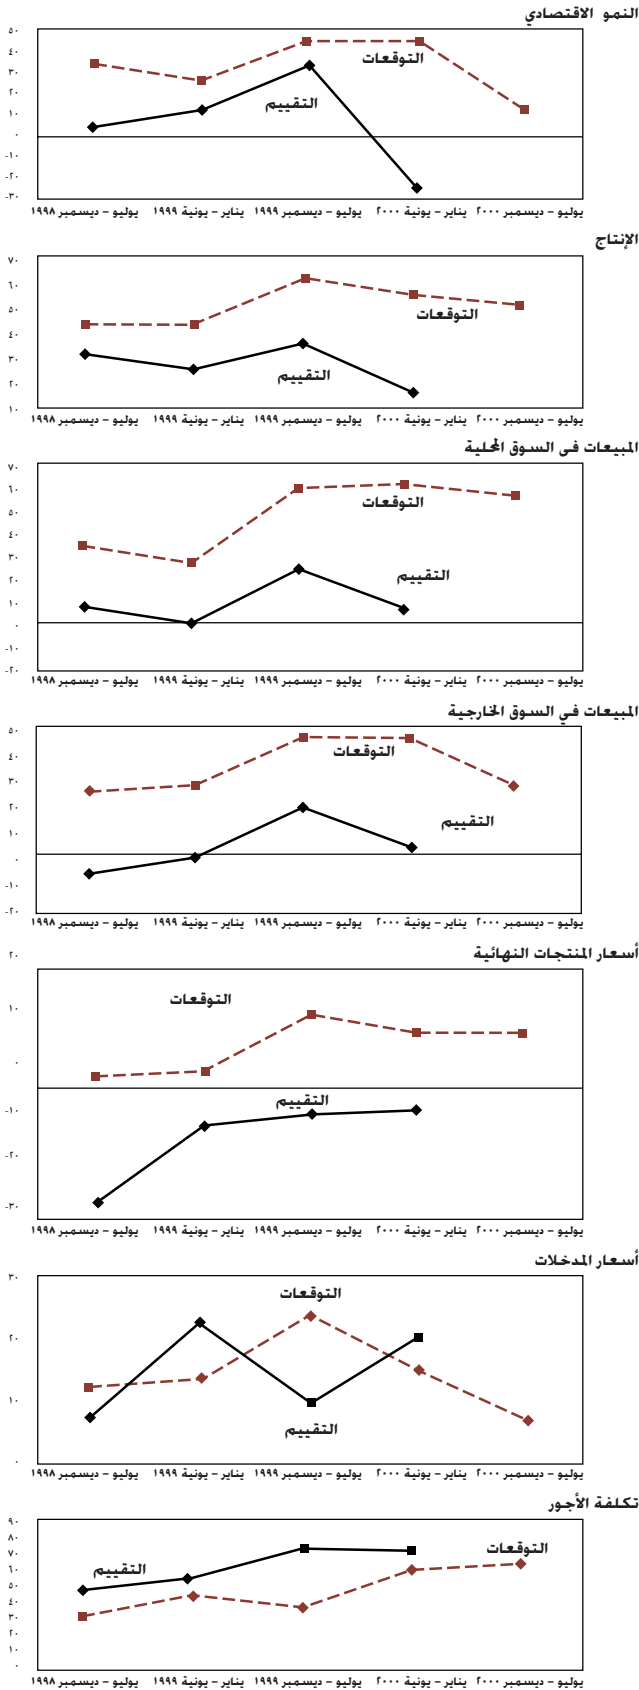 النمو الاقتصادي
٥٠
٤٠
٣٠
٢٠
١٠
٠
-١٠
-٢٠
-٣٠
التوقعات
التقييم
يوليو - ديسمبر ١٩٩٨ يناير - يونية ١٩٩٩ يوليو - ديسمبر ١٩٩٩ يناير - يونية ٢٠٠٠ يوليو - ديسمبر ٢٠٠٠
الإنتاج
٧٠
٦٠
٥٠
٤٠
٣٠
٢٠
١٠
التوقعات
التقييم
يوليو - ديسمبر ١٩٩٨ يناير - يونية ١٩٩٩ يوليو - ديسمبر ١٩٩٩ يناير - يونية ٢٠٠٠ يوليو - ديسمبر ٢٠٠٠
المبيعات في السوق المحلية
٧٠
٦٠
٥٠
٤٠
٣٠
٢٠
١٠
٠
-١٠
-٢٠
التوقعات
التقييم
يوليو - ديسمبر ١٩٩٨ يناير - يونية ١٩٩٩ يوليو - ديسمبر ١٩٩٩ يناير - يونية ٢٠٠٠ يوليو - ديسمبر ٢٠٠٠
المبيعات في السوق الخارجية
٥٠
٤٠
٣٠
٢٠
١٠
٠
-١٠
-٢٠
التوقعات
التقييم
يوليو - ديسمبر ١٩٩٨ يناير - يونية ١٩٩٩ يوليو - ديسمبر ١٩٩٩ يناير - يونية ٢٠٠٠ يوليو - ديسمبر ٢٠٠٠
أسعار المنتجات النهائية
٢٠
١٠
٠
-١٠
-٢٠
-٣٠
التوقعات
التقييم
يوليو - ديسمبر ١٩٩٨ يناير - يونية ١٩٩٩ يوليو - ديسمبر ١٩٩٩ يناير - يونية ٢٠٠٠ يوليو - ديسمبر ٢٠٠٠
أسعار المدخلات
٣٠
٢٠
١٠
٠
التوقعات
التقييم
يوليو - ديسمبر ١٩٩٨ يناير - يونية ١٩٩٩ يوليو - ديسمبر ١٩٩٩ يناير - يونية ٢٠٠٠ يوليو - ديسمبر ٢٠٠٠
تكلفة الأجور
٩٠
٨٠
٧٠
٦٠
٥٠
٤٠
٣٠
٢٠
١٠
٠
التوقعات
التقييم
يوليو - ديسمبر ١٩٩٨ يناير - يونية ١٩٩٩ يوليو - ديسمبر ١٩٩٩ يناير - يونية ٢٠٠٠ يوليو - ديسمبر ٢٠٠٠